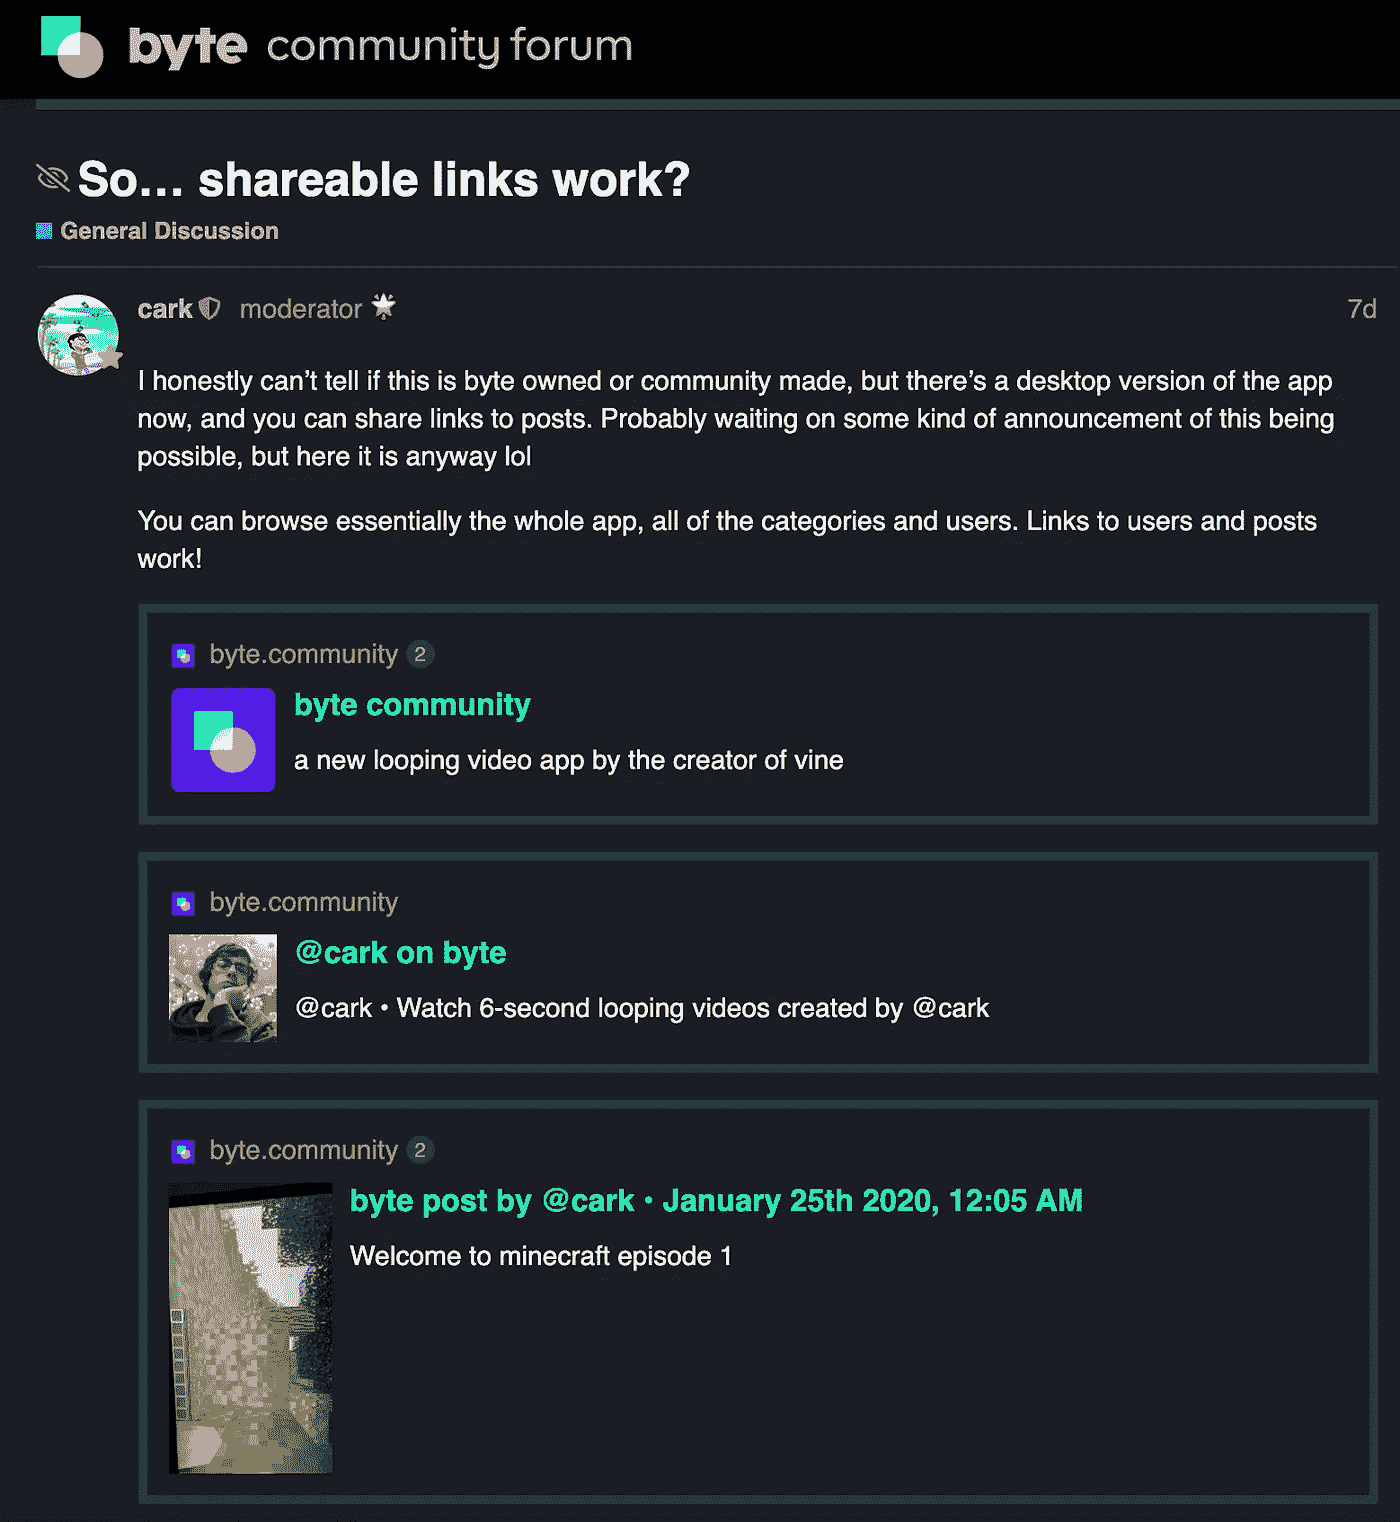 byte community forum
So... shareable links work?
General Discussion
cark moderator 7d
I honestly can't tell if this is byte owned or community made, but there's a desktop version of the app
now, and you can share links to posts. Probably waiting on some kind of announcement of this being
possible, but here it is anyway lol
You can browse essentially the whole app, all of the categories and users. Links to users and posts
work!
byte.community 2
byte community
a new looping video app by the creator of vine
byte.community
@cark on byte
@cark • Watch 6-second looping videos created by @cark
byte.community 2
byte post by @cark • January 25th 2020, 12:05 AM
Welcome to minecraft episode 1